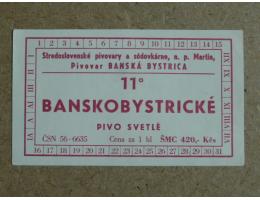 1 2 3 4 5 6 7 8 9 10 11 12 13 14 15
Stredoslovenské pivovary a sódovkárne, n. p. Martin,
Pivovar BANSKÁ BYSTRICA
11°
BANSKOBYSTRICKÉ
PIVO SVETLÉ
ČSN 56-6635 Cena za 1 hl ŠMC 420,- Kčs
16 17 18 19 20 21 22 23 24 25 26 27 28 29 30 31